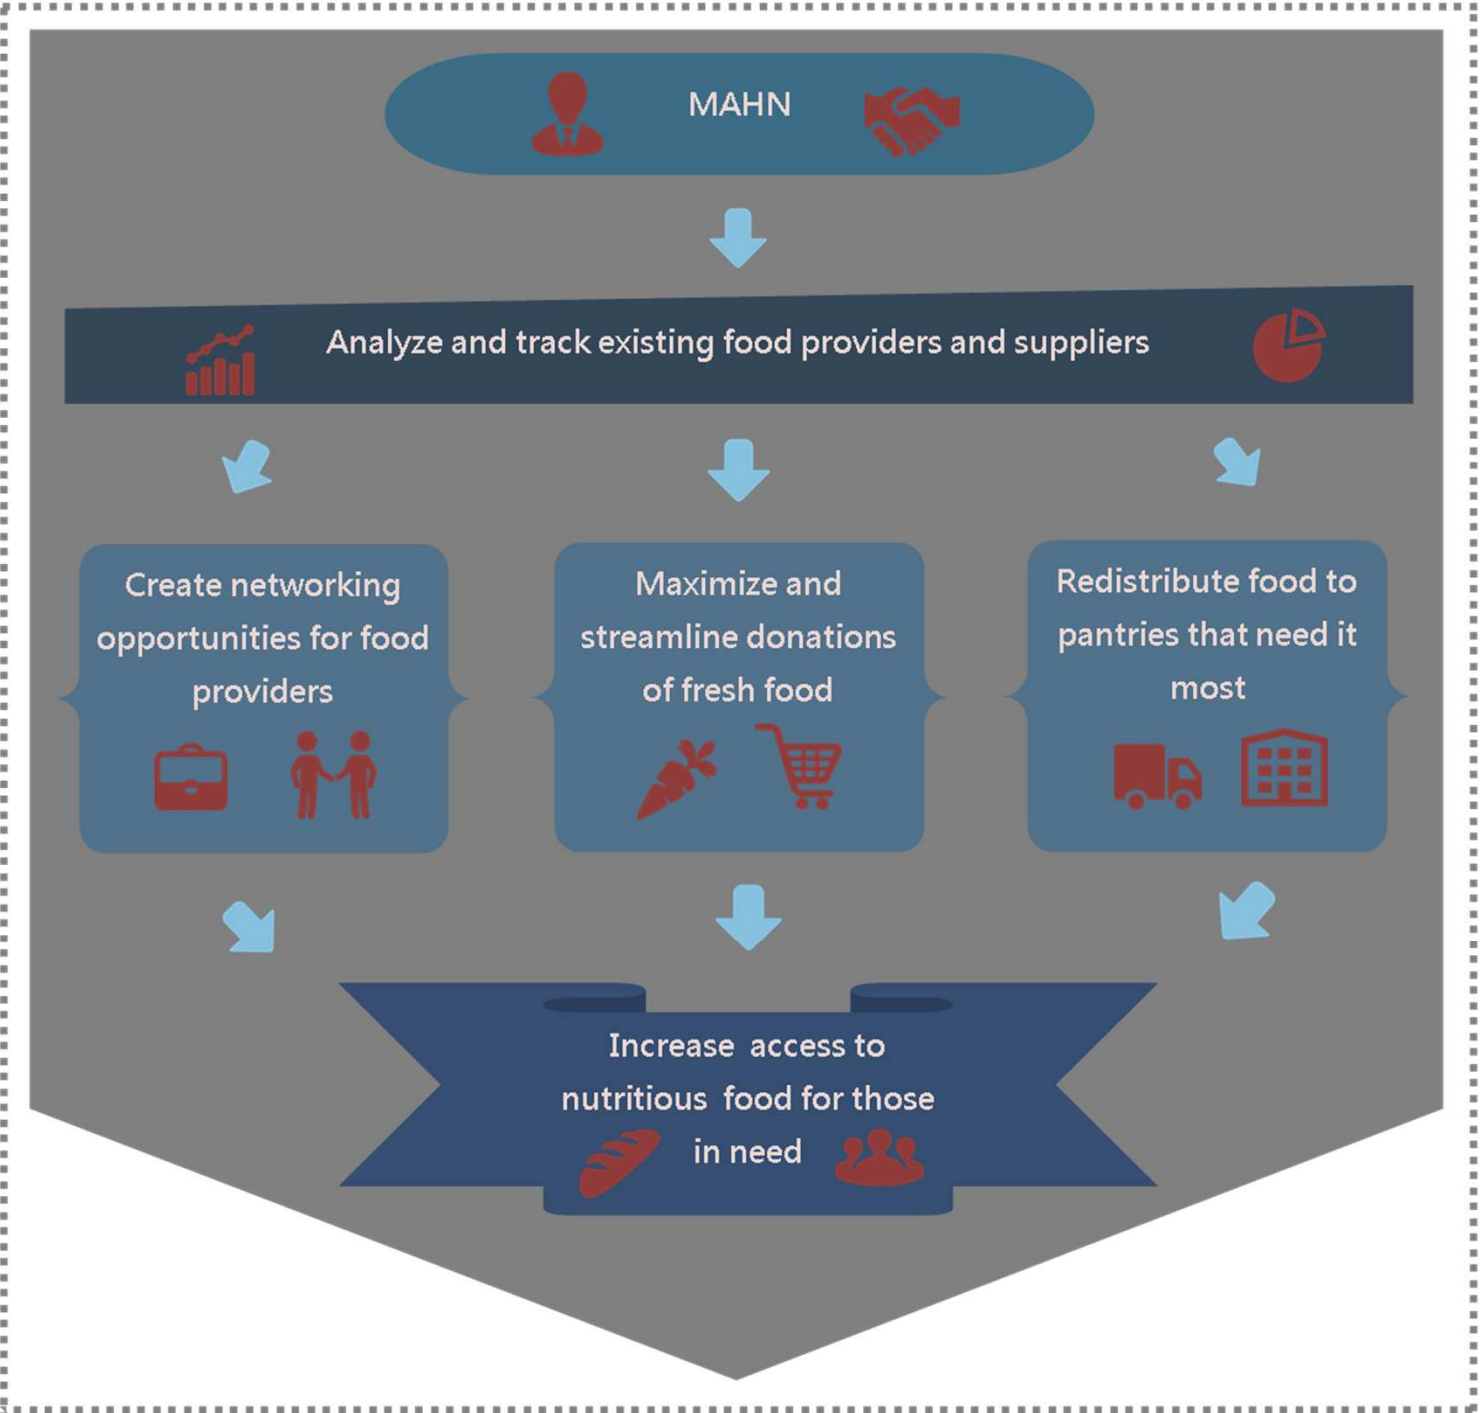 MAHN
Analyze and track existing food providers and suppliers
Create networking
opportunities for food
providers
Maximize and
streamline donations
of fresh food
Redistribute food to
pantries that need it
most
Increase access to
nutritious food for those
in need